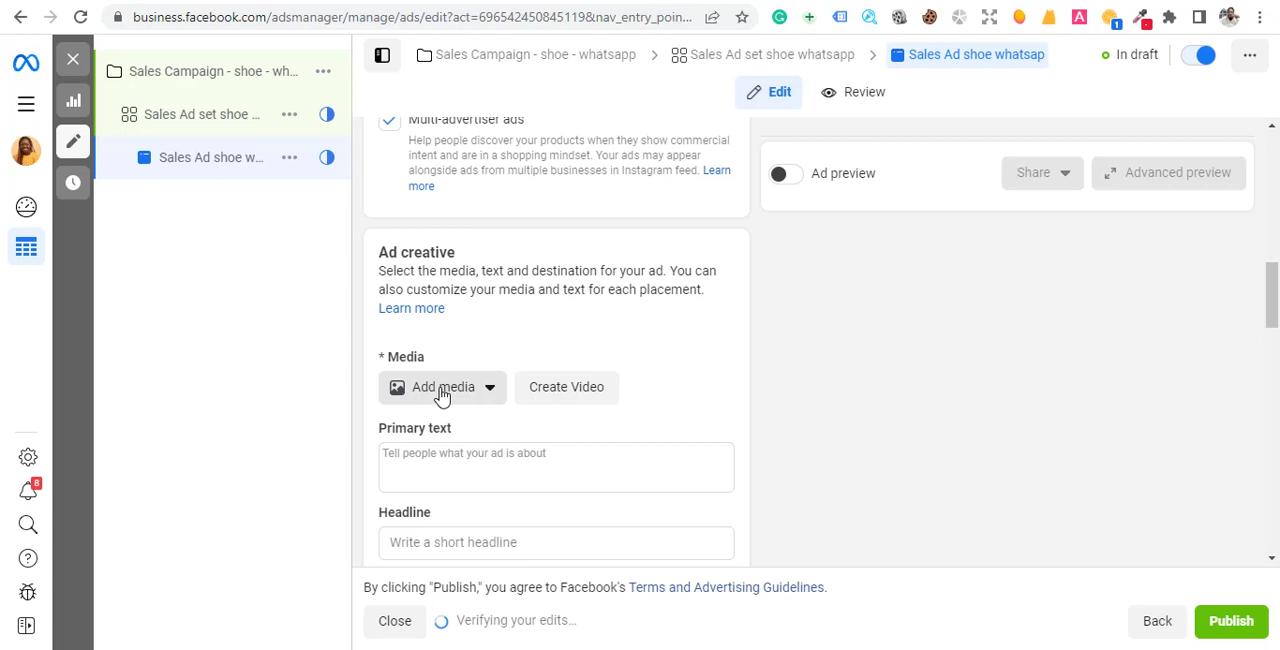 business.facebook.com/adsmanager/manage/ads/edit?act=696542450845119&nav_entry_poin...
1
Sales Campaign - shoe - wh...
Sales Ad set shoe ...
Sales Ad shoe w...
8
Sales Campaign - shoe - whatsapp
Sales Ad set shoe whatsapp
Sales Ad shoe whatsap
In draft
Edit
Review
Multi-advertiser ads
Help people discover your products when they show commercial
intent and are in a shopping mindset. Your ads may appear
alongside ads from multiple businesses in Instagram feed. Learn
more
Ad preview
Share
Advanced preview
Ad creative
Select the media, text and destination for your ad. You can
also customize your media and text for each placement.
Learn more
* Media
Add media
Create Video
Primary text
Tell people what your ad is about
Headline
Write a short headline
By clicking "Publish," you agree to Facebook's Terms and Advertising Guidelines.
Close
Verifying your edits...
Back
Publish